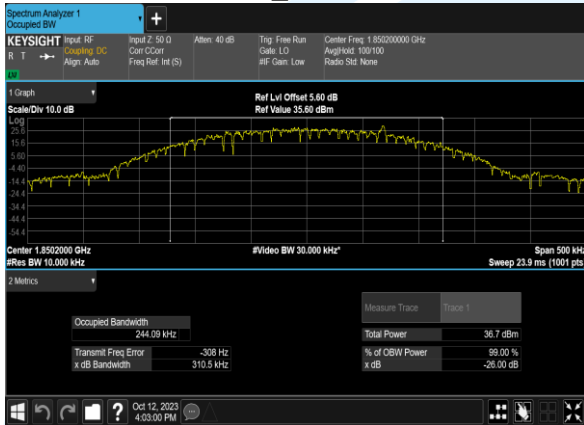 Spectrum Analyzer 1
Occupied BW
KEYSIGHT Input: RF Input Z: 50 Ω Atten: 40 dB Trig: Free Run Center Freq: 1.850200000 GHz
R T Coupling: DC Corr CCorr Gate: LO Avg|Hold: 100/100
Align: Auto Freq Ref: Int (S) #IF Gain: Low Radio Std: None
1 Graph
Ref Lvl Offset 5.60 dB
Scale/Div 10.0 dB Ref Value 35.60 dBm
Log
25.6
15.6
5.60
-4.40
-14.4
-24.4
-34.4
-44.4
-54.4
Center 1.8502000 GHz #Video BW 30.000 kHz* Span 500 kHz
#Res BW 10.000 kHz Sweep 23.9 ms (1001 pts
2 Metrics
Measure Trace Trace 1
Occupied Bandwidth
244.09 kHz Total Power 36.7 dBm
Transmit Freq Error -308 Hz % of OBW Power 99.00 %
x dB Bandwidth 310.5 kHz x dB -26.00 dB
? Oct 12, 2023
4:03:00 PM